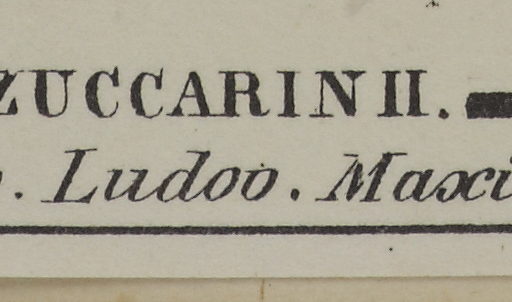 ZUCCARINII.
. Ludov. Maxi